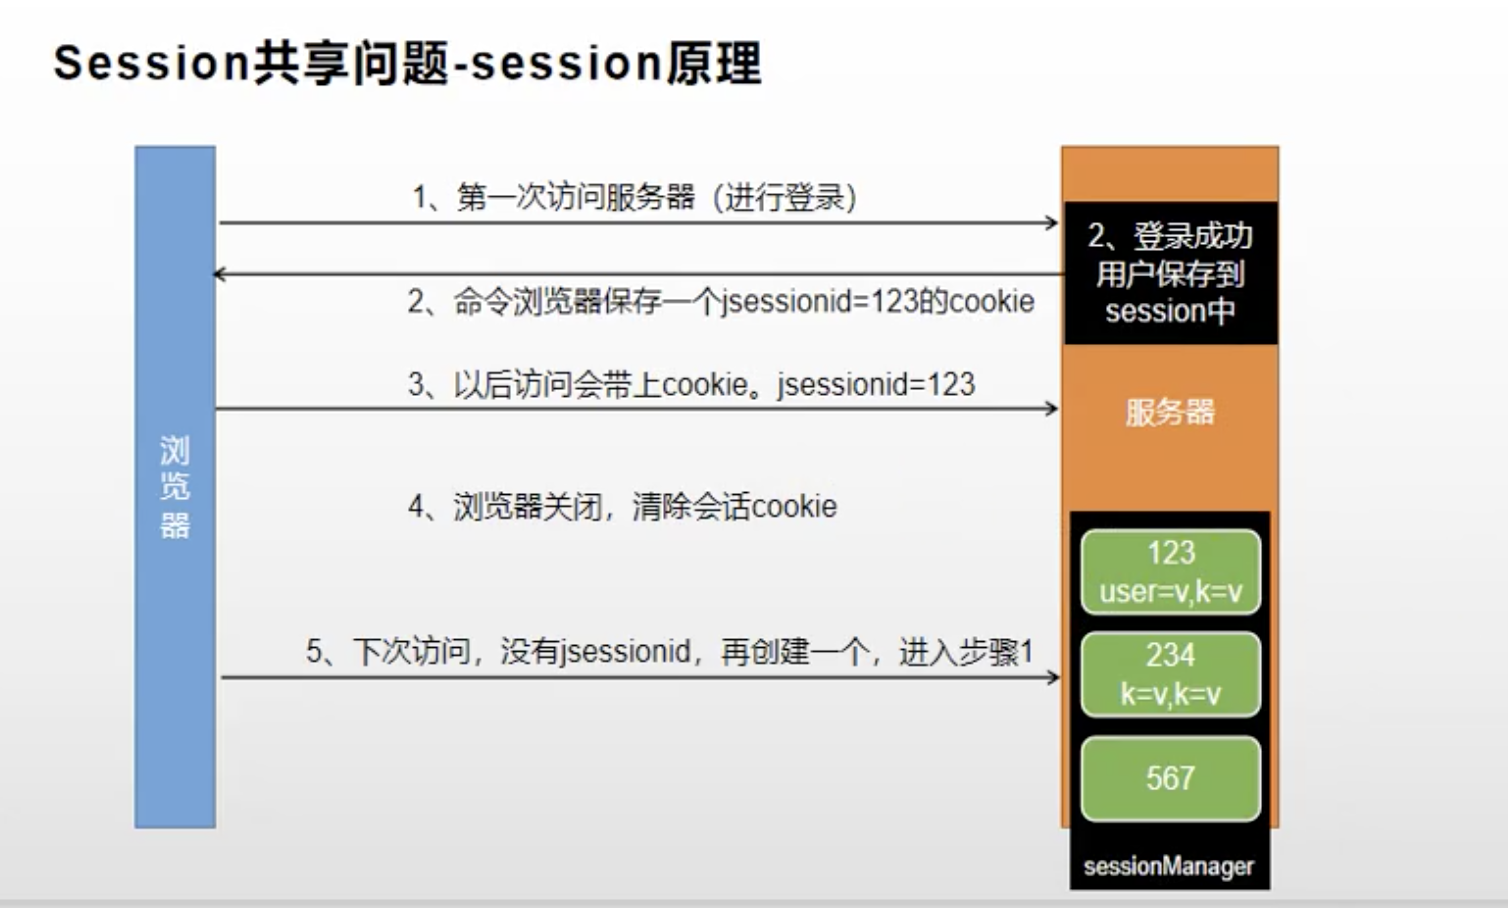 Session共享问题-session原理
1、第一次访问服务器（进行登录）
2、登录成功
用户保存到
session中
2、命令浏览器保存一个jsessionid=123的cookie
3、以后访问会带上cookie。jsessionid=123
服务器
浏
览
器
4、浏览器关闭，清除会话cookie
123
user=v,k=v
5、下次访问，没有jsessionid，再创建一个，进入步骤1
234
k=v,k=v
567
sessionManager